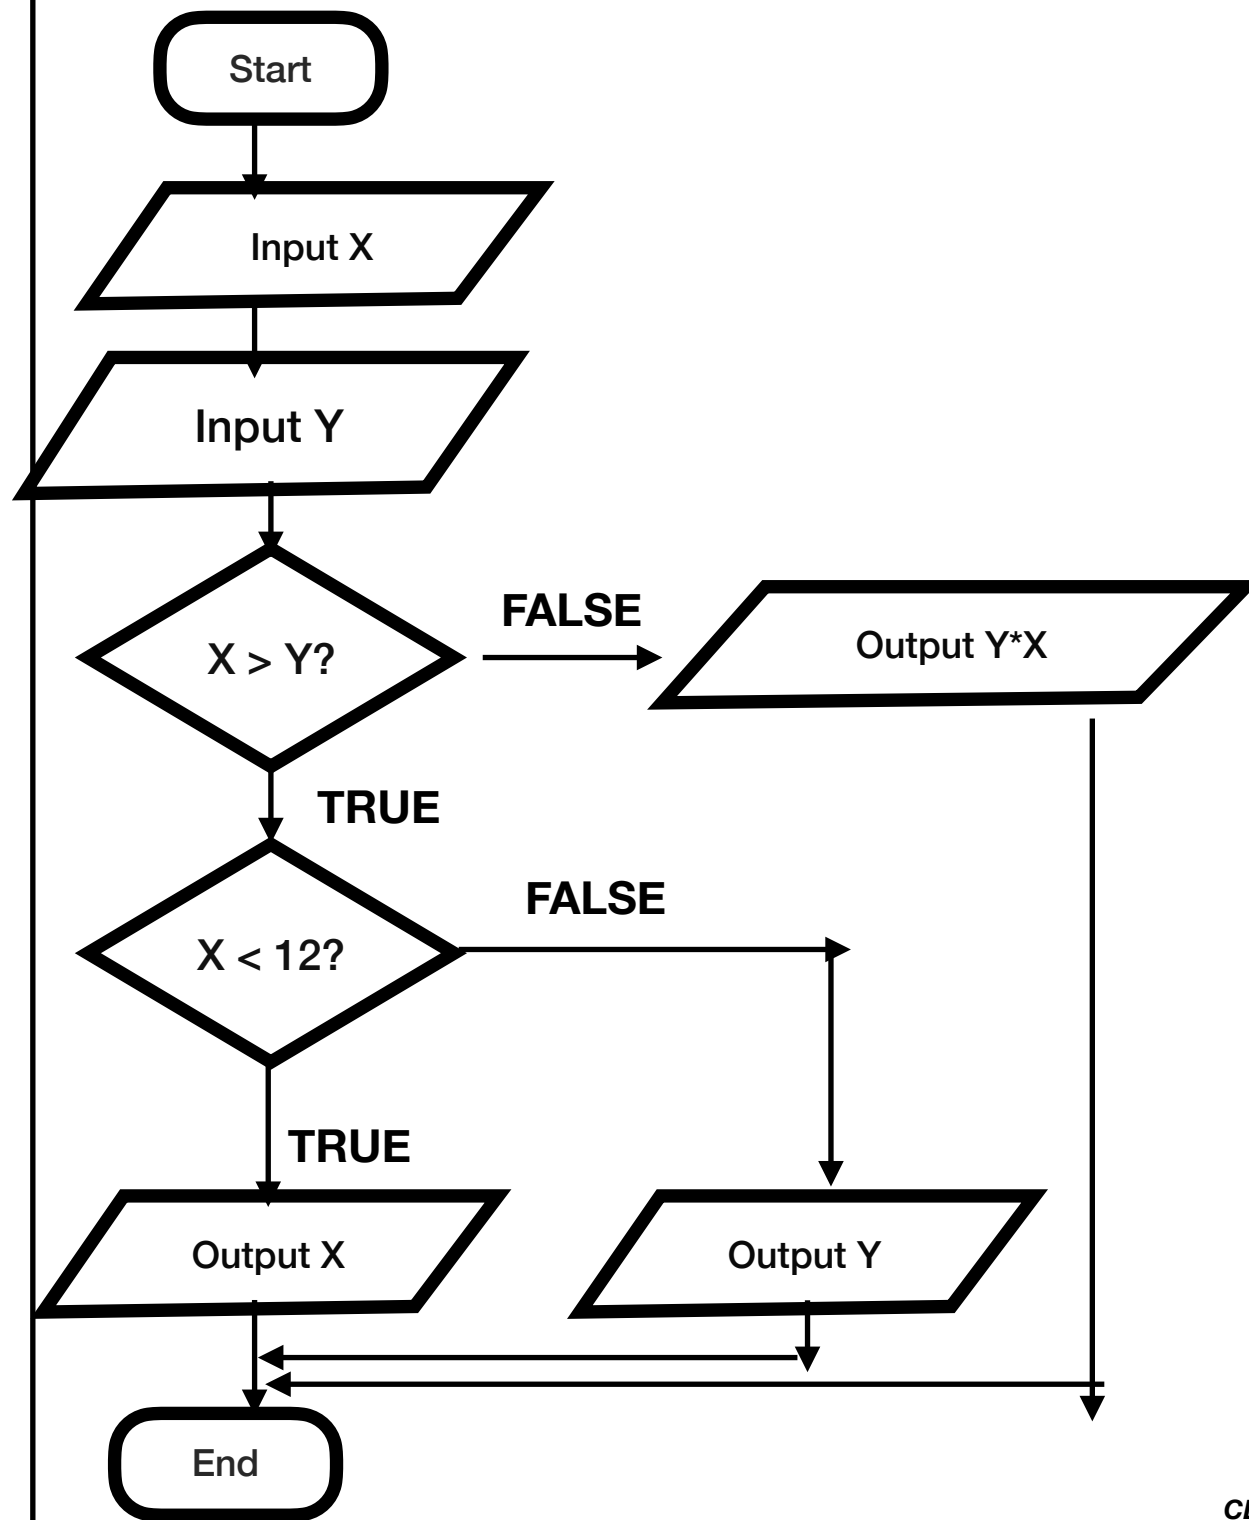 Start
Input X
Input Y
X > Y?
FALSE
Output Y*X
TRUE
X < 12?
FALSE
TRUE
Output X
Output Y
End